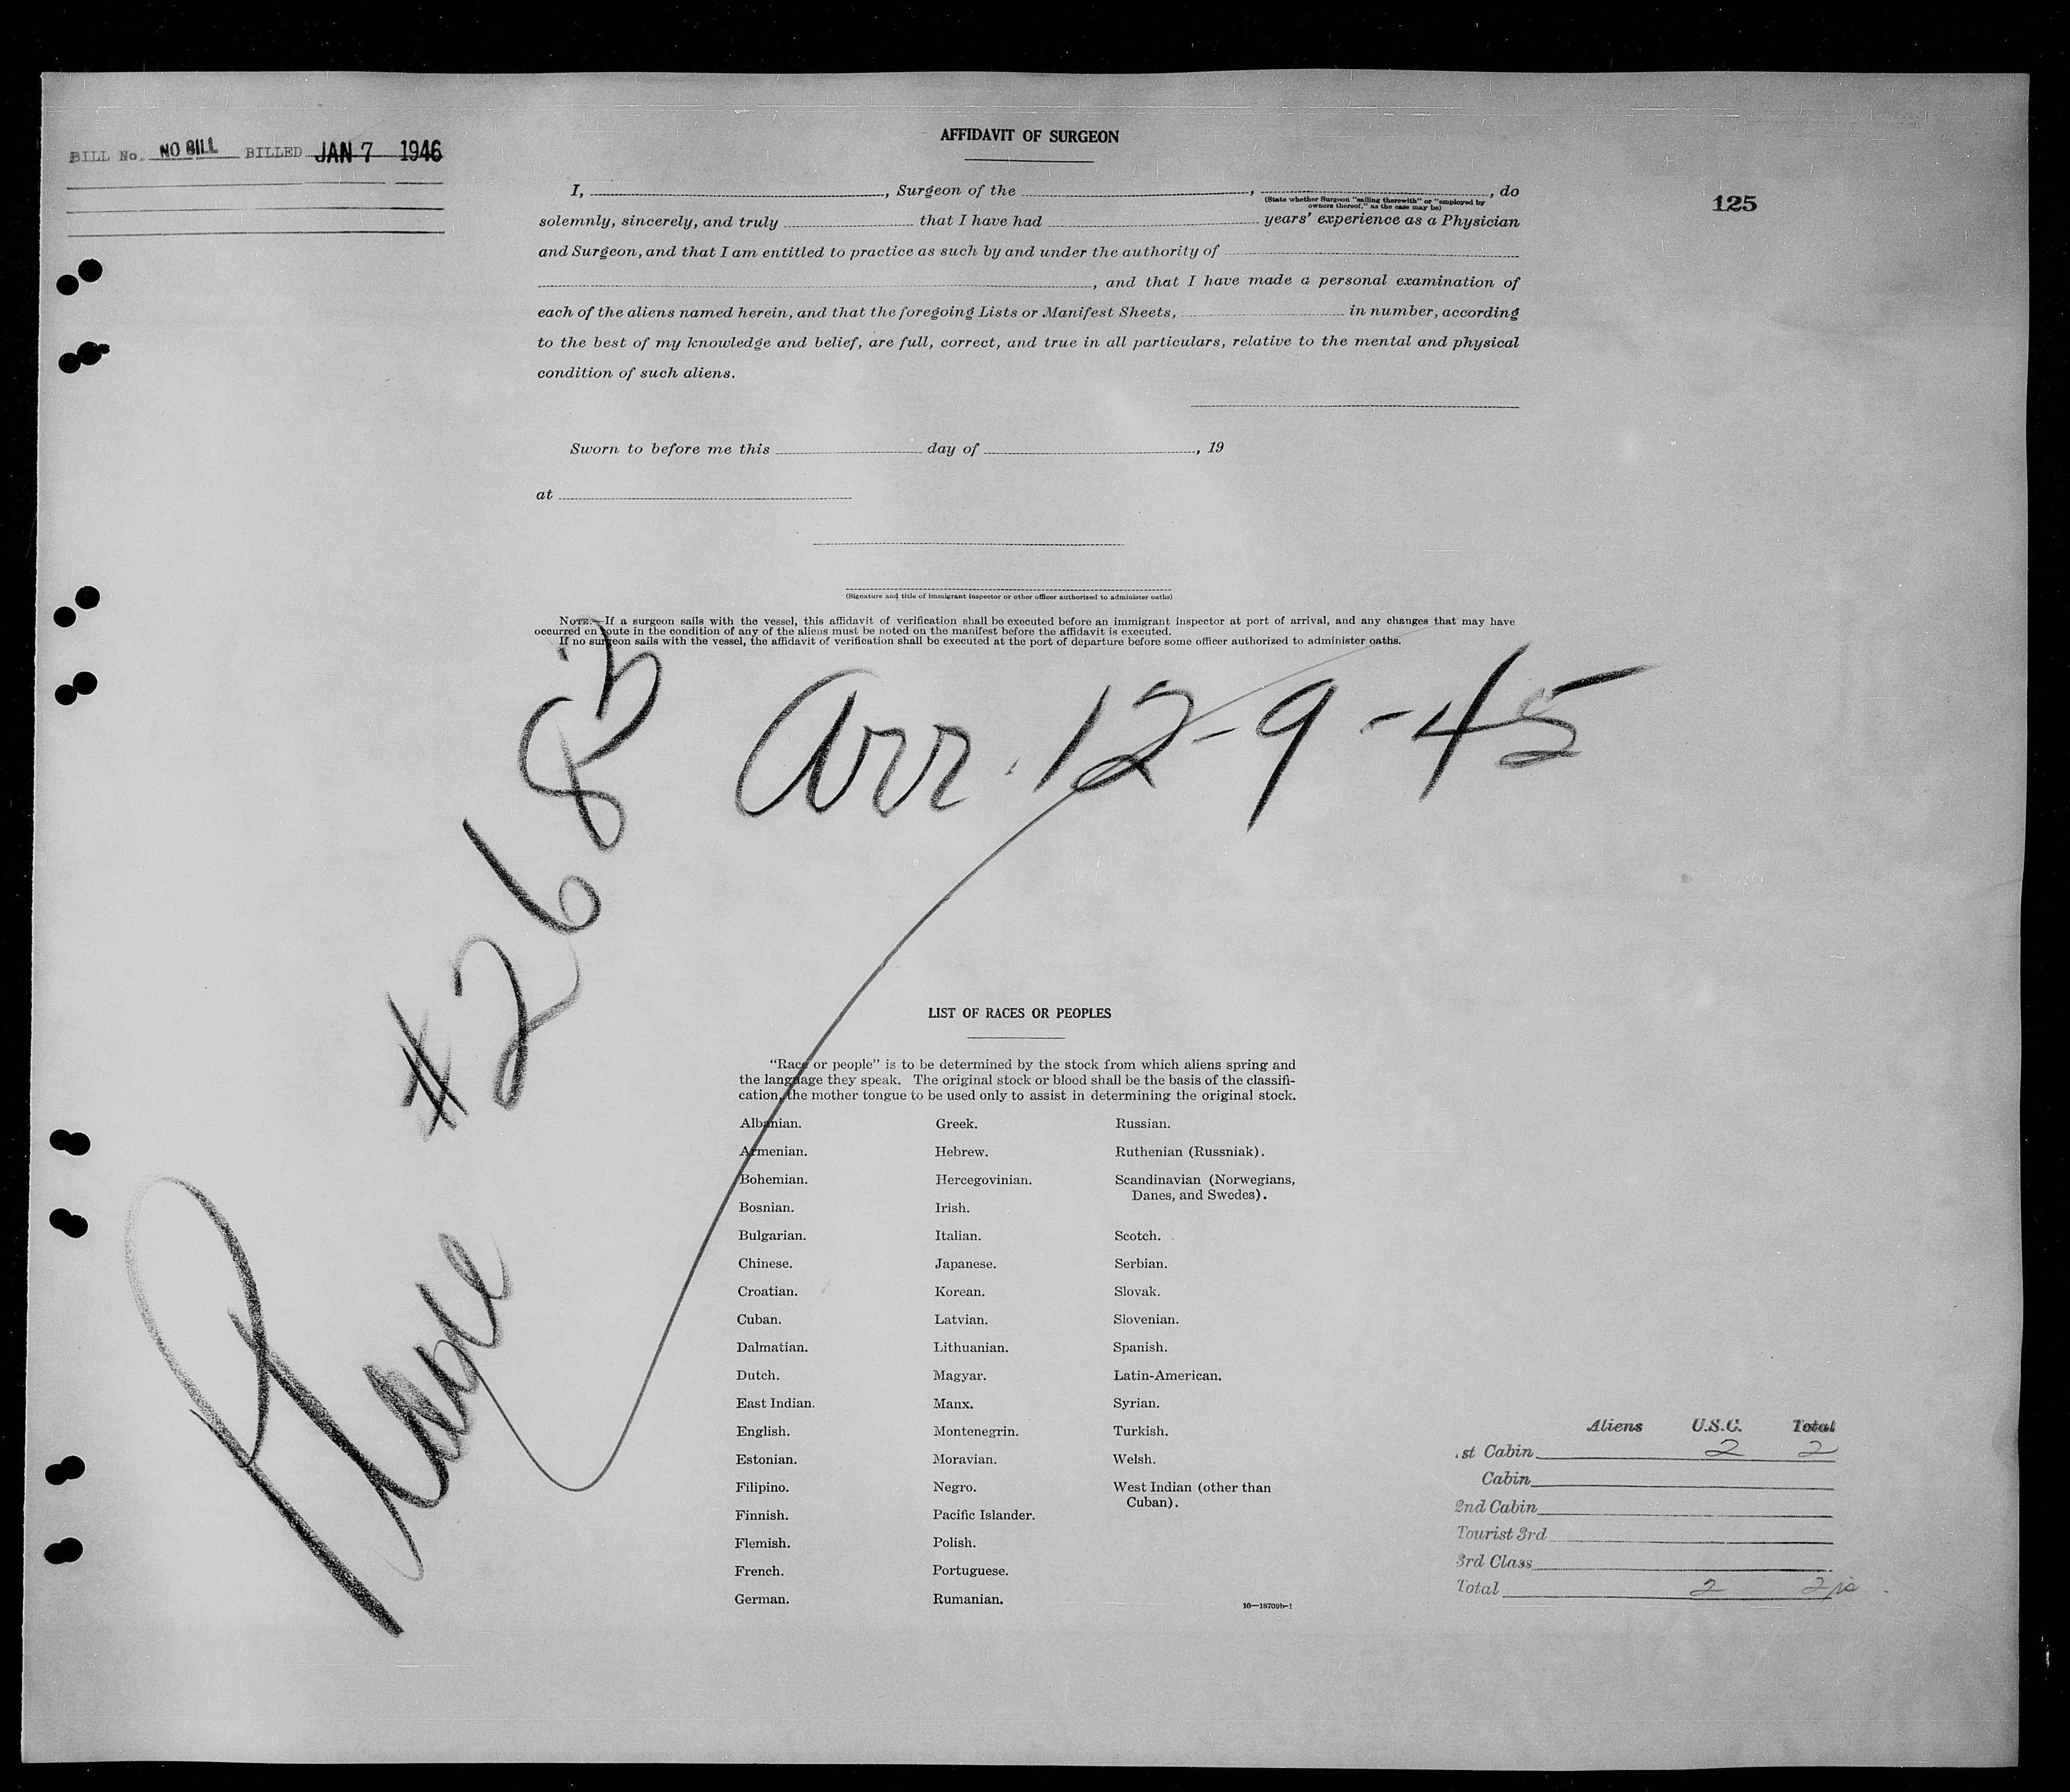 BILL No. NO BILL BILLED JAN 7 1946
125
AFFIDAVIT OF SURGEON
I, , Surgeon of the , , do
(State whether Surgeon "sailing therewith" or "employed by
owners thereof," as the case may be)
solemnly, sincerely, and truly that I have had years' experience as a Physician
and Surgeon, and that I am entitled to practice as such by and under the authority of
, and that I have made a personal examination of
each of the aliens named herein, and that the foregoing Lists or Manifest Sheets, in number, according
to the best of my knowledge and belief, are full, correct, and true in all particulars, relative to the mental and physical
condition of such aliens.
Sworn to before me this day of , 19
at
(Signature and title of immigrant inspector or other officer authorized to administer oaths)
NOTE.—If a surgeon sails with the vessel, this affidavit of verification shall be executed before an immigrant inspector at port of arrival, and any changes that may have
occurred en route in the condition of any of the aliens must be noted on the manifest before the affidavit is executed.
If no surgeon sails with the vessel, the affidavit of verification shall be executed at the port of departure before some officer authorized to administer oaths.
Arr. 12-9-45
Plane #2683
LIST OF RACES OR PEOPLES
"Race or people" is to be determined by the stock from which aliens spring and
the language they speak. The original stock or blood shall be the basis of the classifi-
cation, the mother tongue to be used only to assist in determining the original stock.
Albanian.
Armenian.
Bohemian.
Bosnian.
Bulgarian.
Chinese.
Croatian.
Cuban.
Dalmatian.
Dutch.
East Indian.
English.
Estonian.
Filipino.
Finnish.
Flemish.
French.
German.
Greek.
Hebrew.
Hercegovinian.
Irish.
Italian.
Japanese.
Korean.
Latvian.
Lithuanian.
Magyar.
Manx.
Montenegrin.
Moravian.
Negro.
Pacific Islander.
Polish.
Portuguese.
Rumanian.
Russian.
Ruthenian (Russniak).
Scandinavian (Norwegians,
Danes, and Swedes).
Scotch.
Serbian.
Slovak.
Slovenian.
Spanish.
Latin-American.
Syrian.
Turkish.
Welsh.
West Indian (other than
Cuban).
16—18709b-1
Aliens U.S.C. Total
1st Cabin 2 2
Cabin
2nd Cabin
Tourist 3rd
3rd Class
Total 2 2